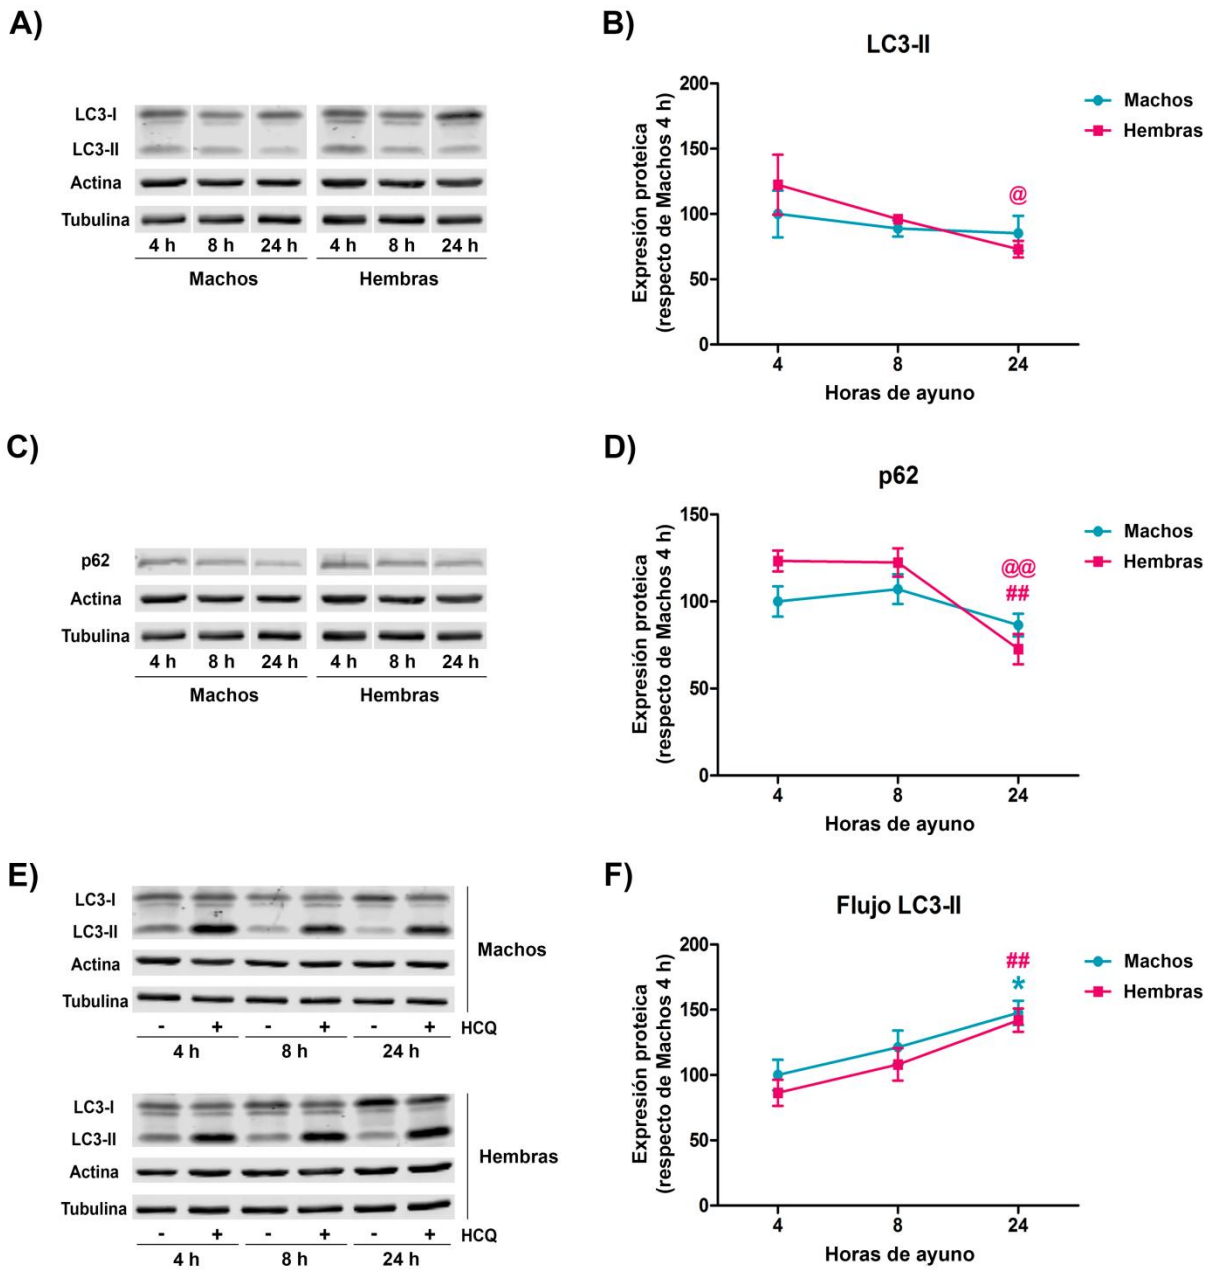 A)
LC3-I
LC3-II
Actina
Tubulina
4 h 8 h 24 h 4 h 8 h 24 h
Machos Hembras
B)
LC3-II
Expresión proteica
(respecto de Machos 4 h)
200
150
100
50
0
4 8 24
Horas de ayuno
@
Machos
Hembras
C)
p62
Actina
Tubulina
4 h 8 h 24 h 4 h 8 h 24 h
Machos Hembras
D)
p62
Expresión proteica
(respecto de Machos 4 h)
150
100
50
0
4 8 24
Horas de ayuno
@@
##
Machos
Hembras
E)
LC3-I
LC3-II
Actina
Tubulina
Machos
- + - + - + HCQ
4 h 8 h 24 h
LC3-I
LC3-II
Actina
Tubulina
Hembras
- + - + - + HCQ
4 h 8 h 24 h
F)
Flujo LC3-II
Expresión proteica
(respecto de Machos 4 h)
200
150
100
50
0
4 8 24
Horas de ayuno
##
*
Machos
Hembras